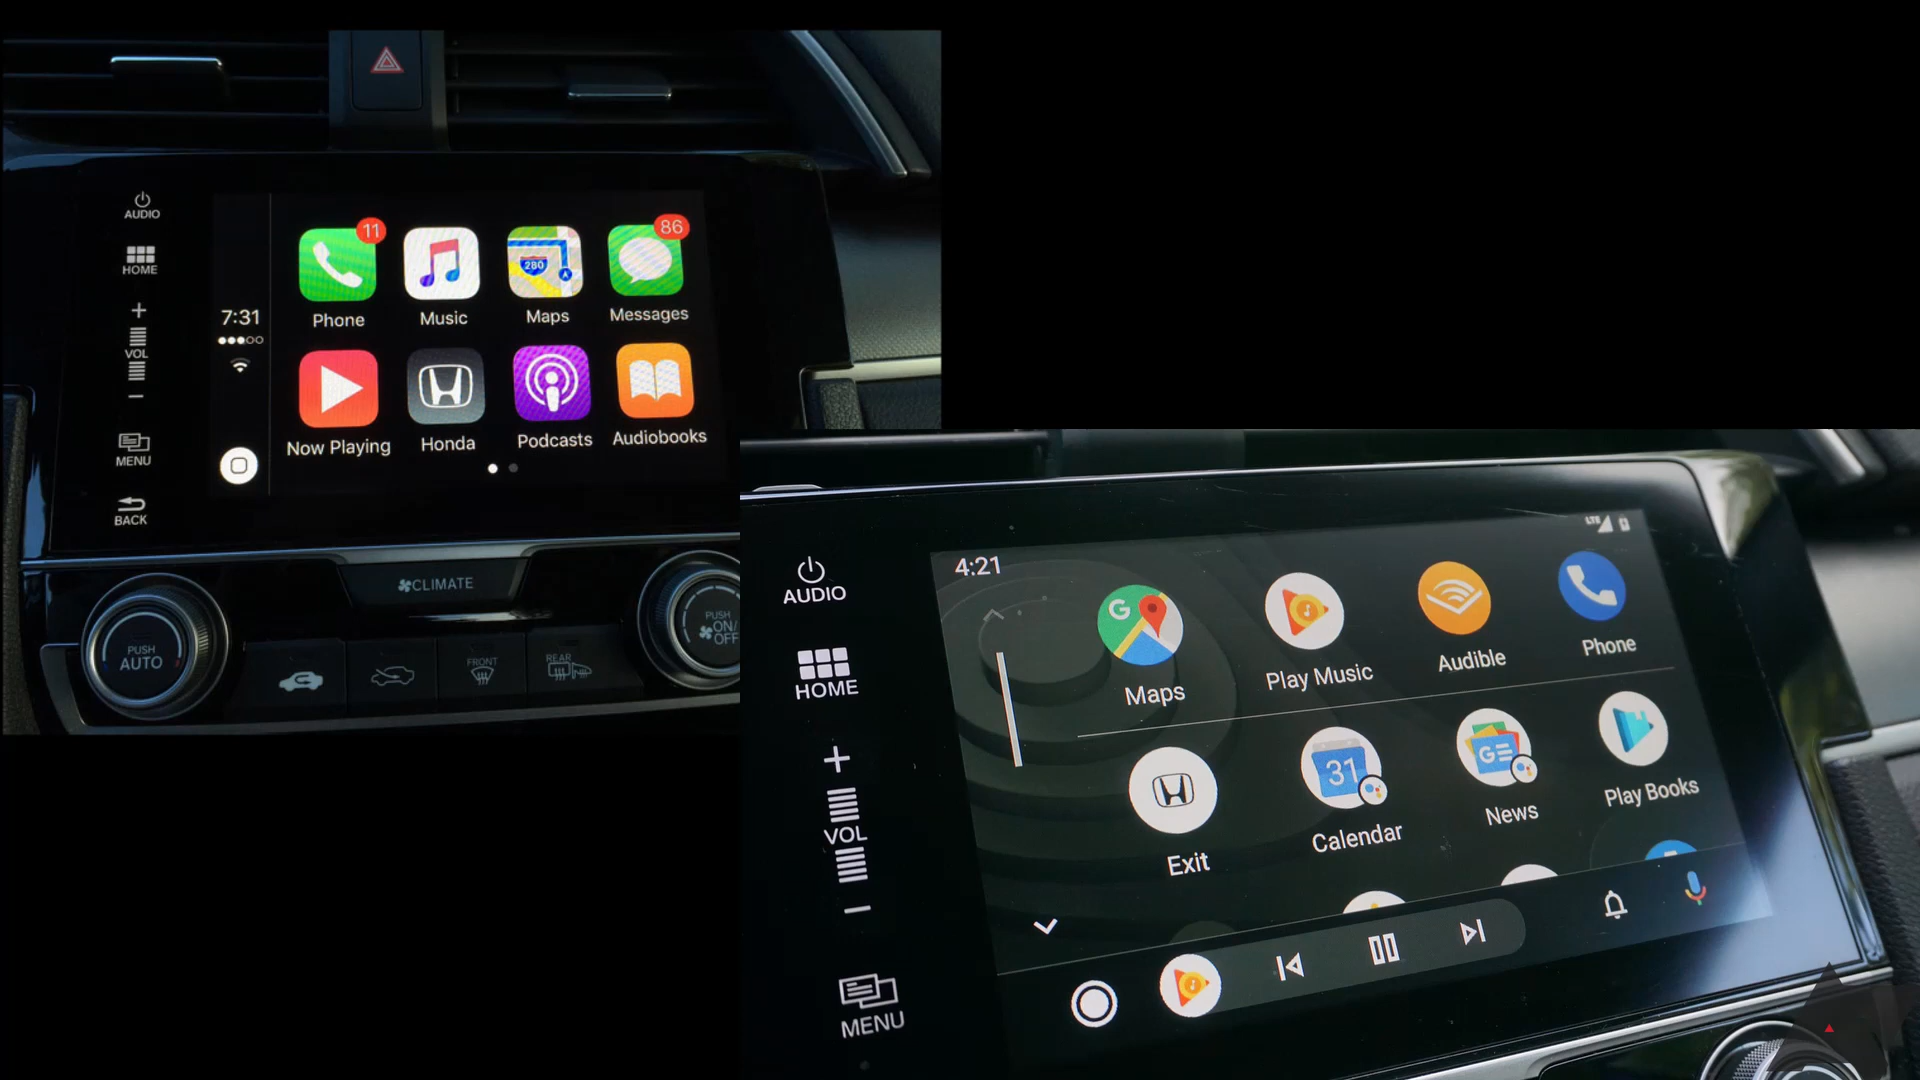 AUDIO
HOME
+
VOL
−
MENU
BACK
7:31
11
86
280
Phone
Music
Maps
Messages
Now Playing
Honda
Podcasts
Audiobooks
CLIMATE
PUSH
AUTO
FRONT
REAR
PUSH
ON/
OFF
AUDIO
HOME
+
VOL
−
MENU
4:21
LTE
G
Maps
Play Music
Audible
Phone
Exit
31
Calendar
G
News
Play Books